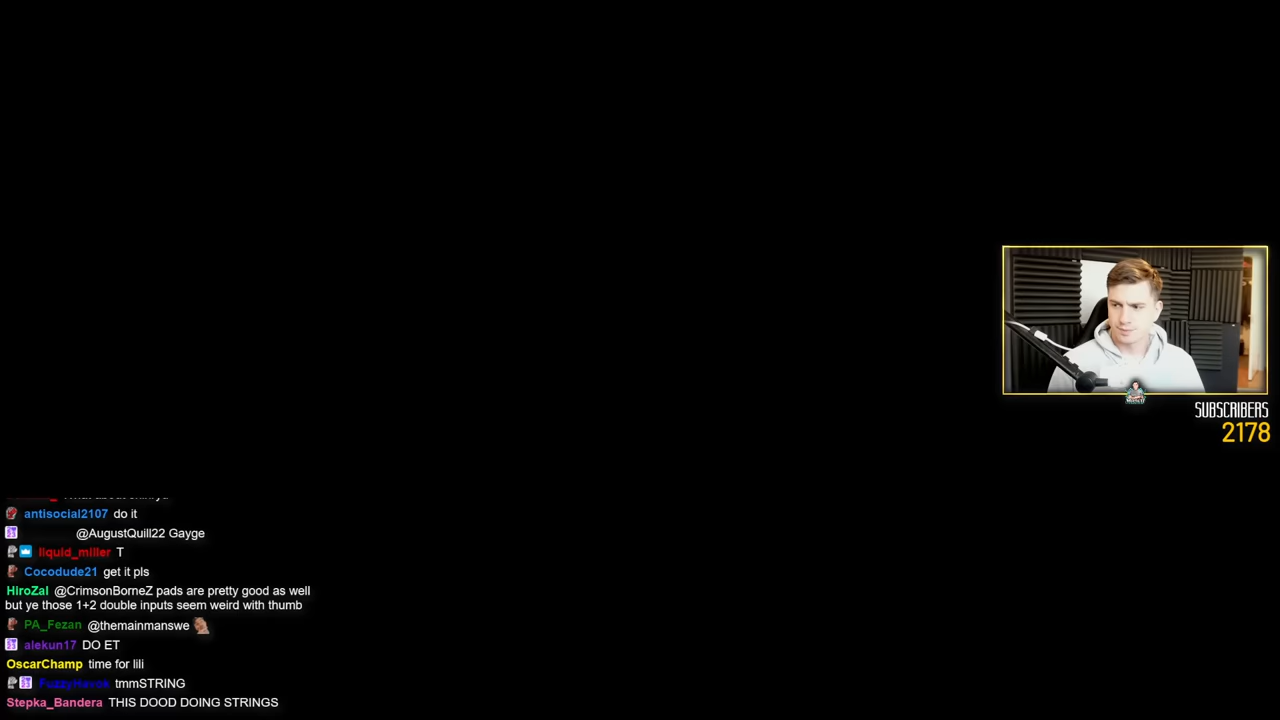 SUBSCRIBERS
2178
antisocial2107 do it
@AugustQuill22 Gayge
liquid_miller T
Cocodude21 get it pls
HiroZal @CrimsonBorneZ pads are pretty good as well
but ye those 1+2 double inputs seem weird with thumb
PA_Fezan @themainmanswe
alekun17 DO ET
OscarChamp time for lili
FuzzyHavok tmmSTRING
Stepka_Bandera THIS DOOD DOING STRINGS